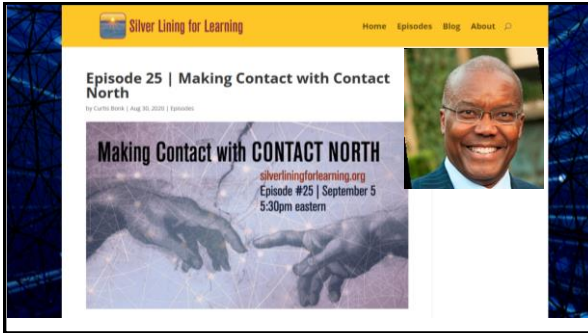 Silver Lining for Learning
Home Episodes Blog About
Episode 25 | Making Contact with Contact
North
by Curtis Bonk | Aug 30, 2020 | Episodes
Making Contact with CONTACT NORTH
silverliningforlearning.org
Episode #25 | September 5
5:30pm eastern